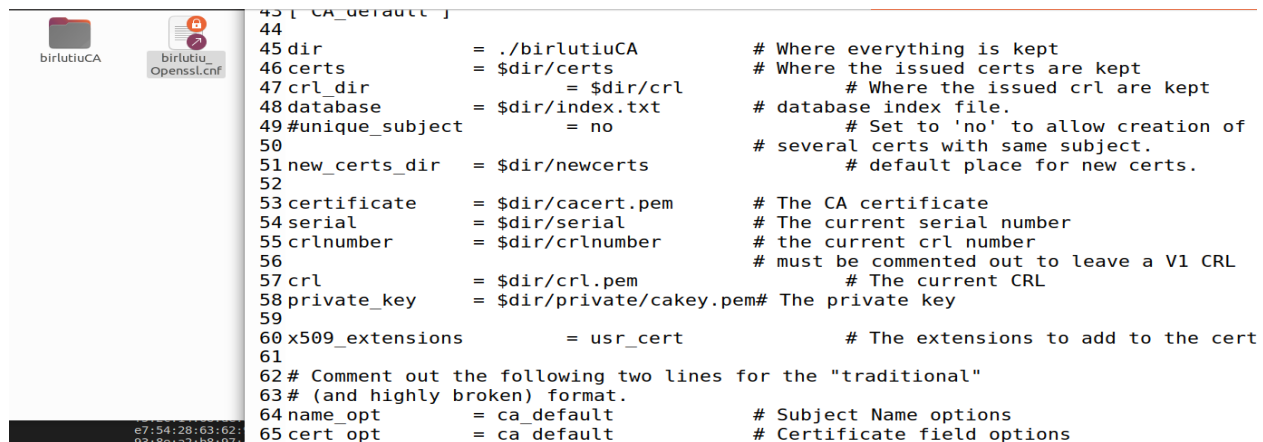 birlutiuCA
birlutiu_
Openssl.cnf
43 [ CA_default ]
44
45 dir = ./birlutiuCA # Where everything is kept
46 certs = $dir/certs # Where the issued certs are kept
47 crl_dir = $dir/crl # Where the issued crl are kept
48 database = $dir/index.txt # database index file.
49 #unique_subject = no # Set to 'no' to allow creation of
50 # several certs with same subject.
51 new_certs_dir = $dir/newcerts # default place for new certs.
52
53 certificate = $dir/cacert.pem # The CA certificate
54 serial = $dir/serial # The current serial number
55 crlnumber = $dir/crlnumber # the current crl number
56 # must be commented out to leave a V1 CRL
57 crl = $dir/crl.pem # The current CRL
58 private_key = $dir/private/cakey.pem# The private key
59
60 x509_extensions = usr_cert # The extensions to add to the cert
61
62 # Comment out the following two lines for the "traditional"
63 # (and highly broken) format.
64 name_opt = ca_default # Subject Name options
65 cert_opt = ca_default # Certificate field options
e7:54:28:63:62: